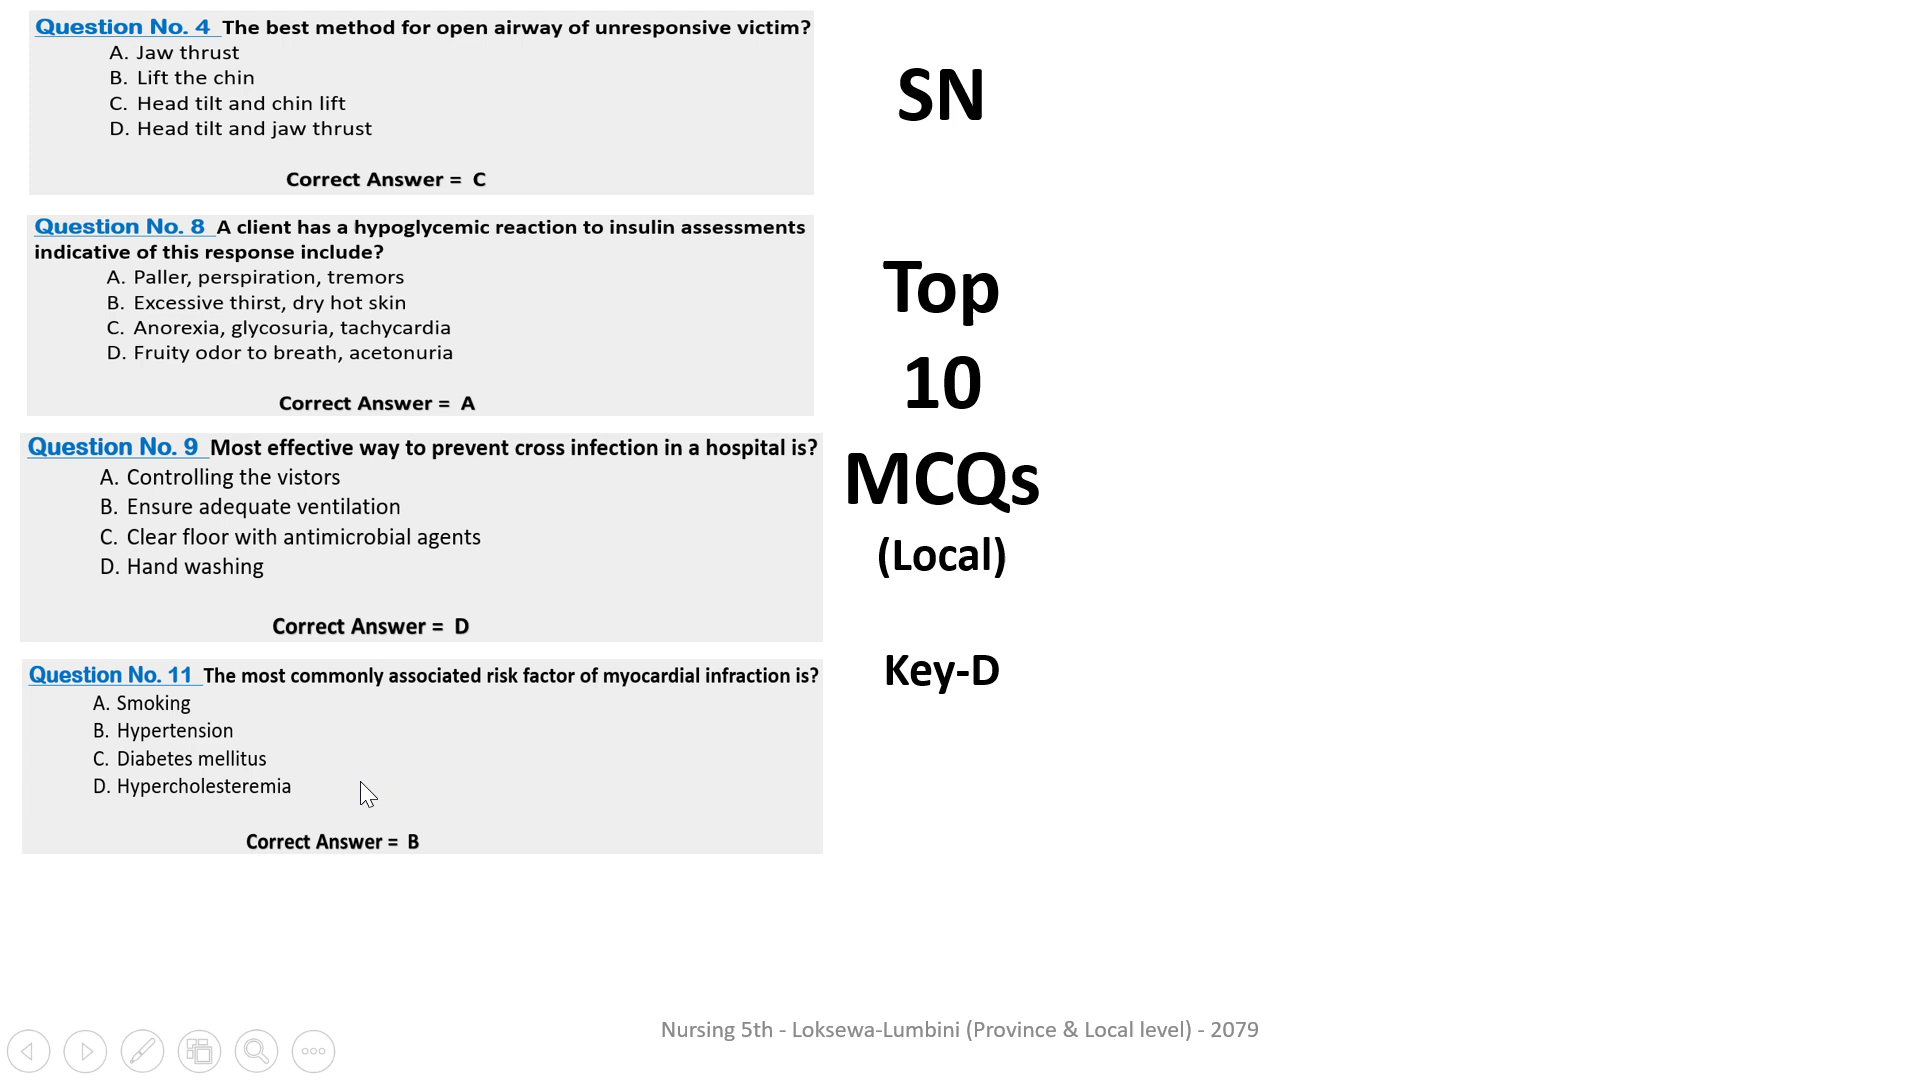 Question No. 4 The best method for open airway of unresponsive victim?
A. Jaw thrust
B. Lift the chin
C. Head tilt and chin lift
D. Head tilt and jaw thrust
Correct Answer = C
Question No. 8 A client has a hypoglycemic reaction to insulin assessments
indicative of this response include?
A. Paller, perspiration, tremors
B. Excessive thirst, dry hot skin
C. Anorexia, glycosuria, tachycardia
D. Fruity odor to breath, acetonuria
Correct Answer = A
Question No. 9 Most effective way to prevent cross infection in a hospital is?
A. Controlling the vistors
B. Ensure adequate ventilation
C. Clear floor with antimicrobial agents
D. Hand washing
Correct Answer = D
Question No. 11 The most commonly associated risk factor of myocardial infraction is?
A. Smoking
B. Hypertension
C. Diabetes mellitus
D. Hypercholesteremia
Correct Answer = B
SN
Top
10
MCQs
(Local)
Key-D
Nursing 5th - Loksewa-Lumbini (Province & Local level) - 2079